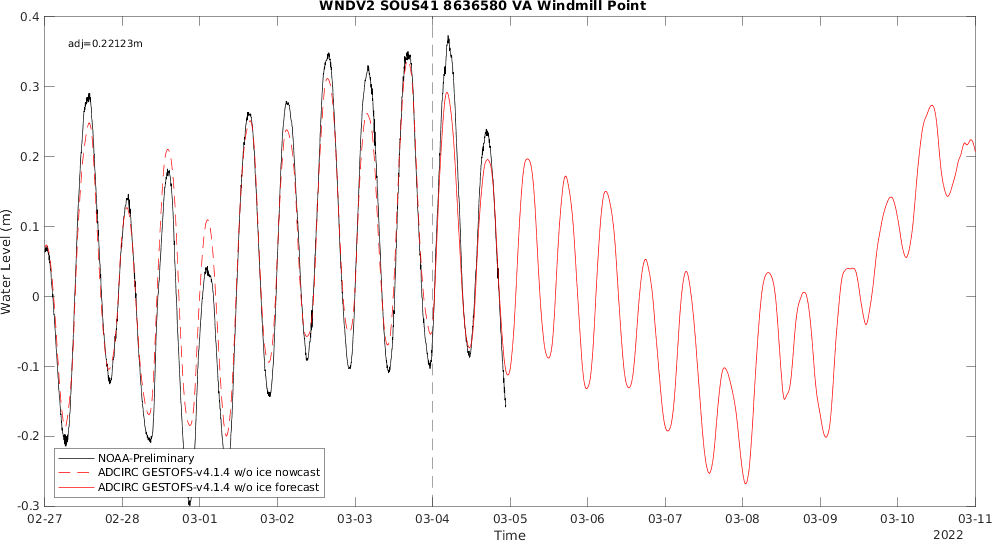 WNDV2 SOUS41 8636580 VA Windmill Point
adj=0.22123m
0.4
0.3
0.2
0.1
0
-0.1
-0.2
-0.3
Water Level (m)
NOAA-Preliminary
ADCIRC GESTOFS-v4.1.4 w/o ice nowcast
ADCIRC GESTOFS-v4.1.4 w/o ice forecast
02-27 02-28 03-01 03-02 03-03 03-04 03-05 03-06 03-07 03-08 03-09 03-10 03-11
Time
2022